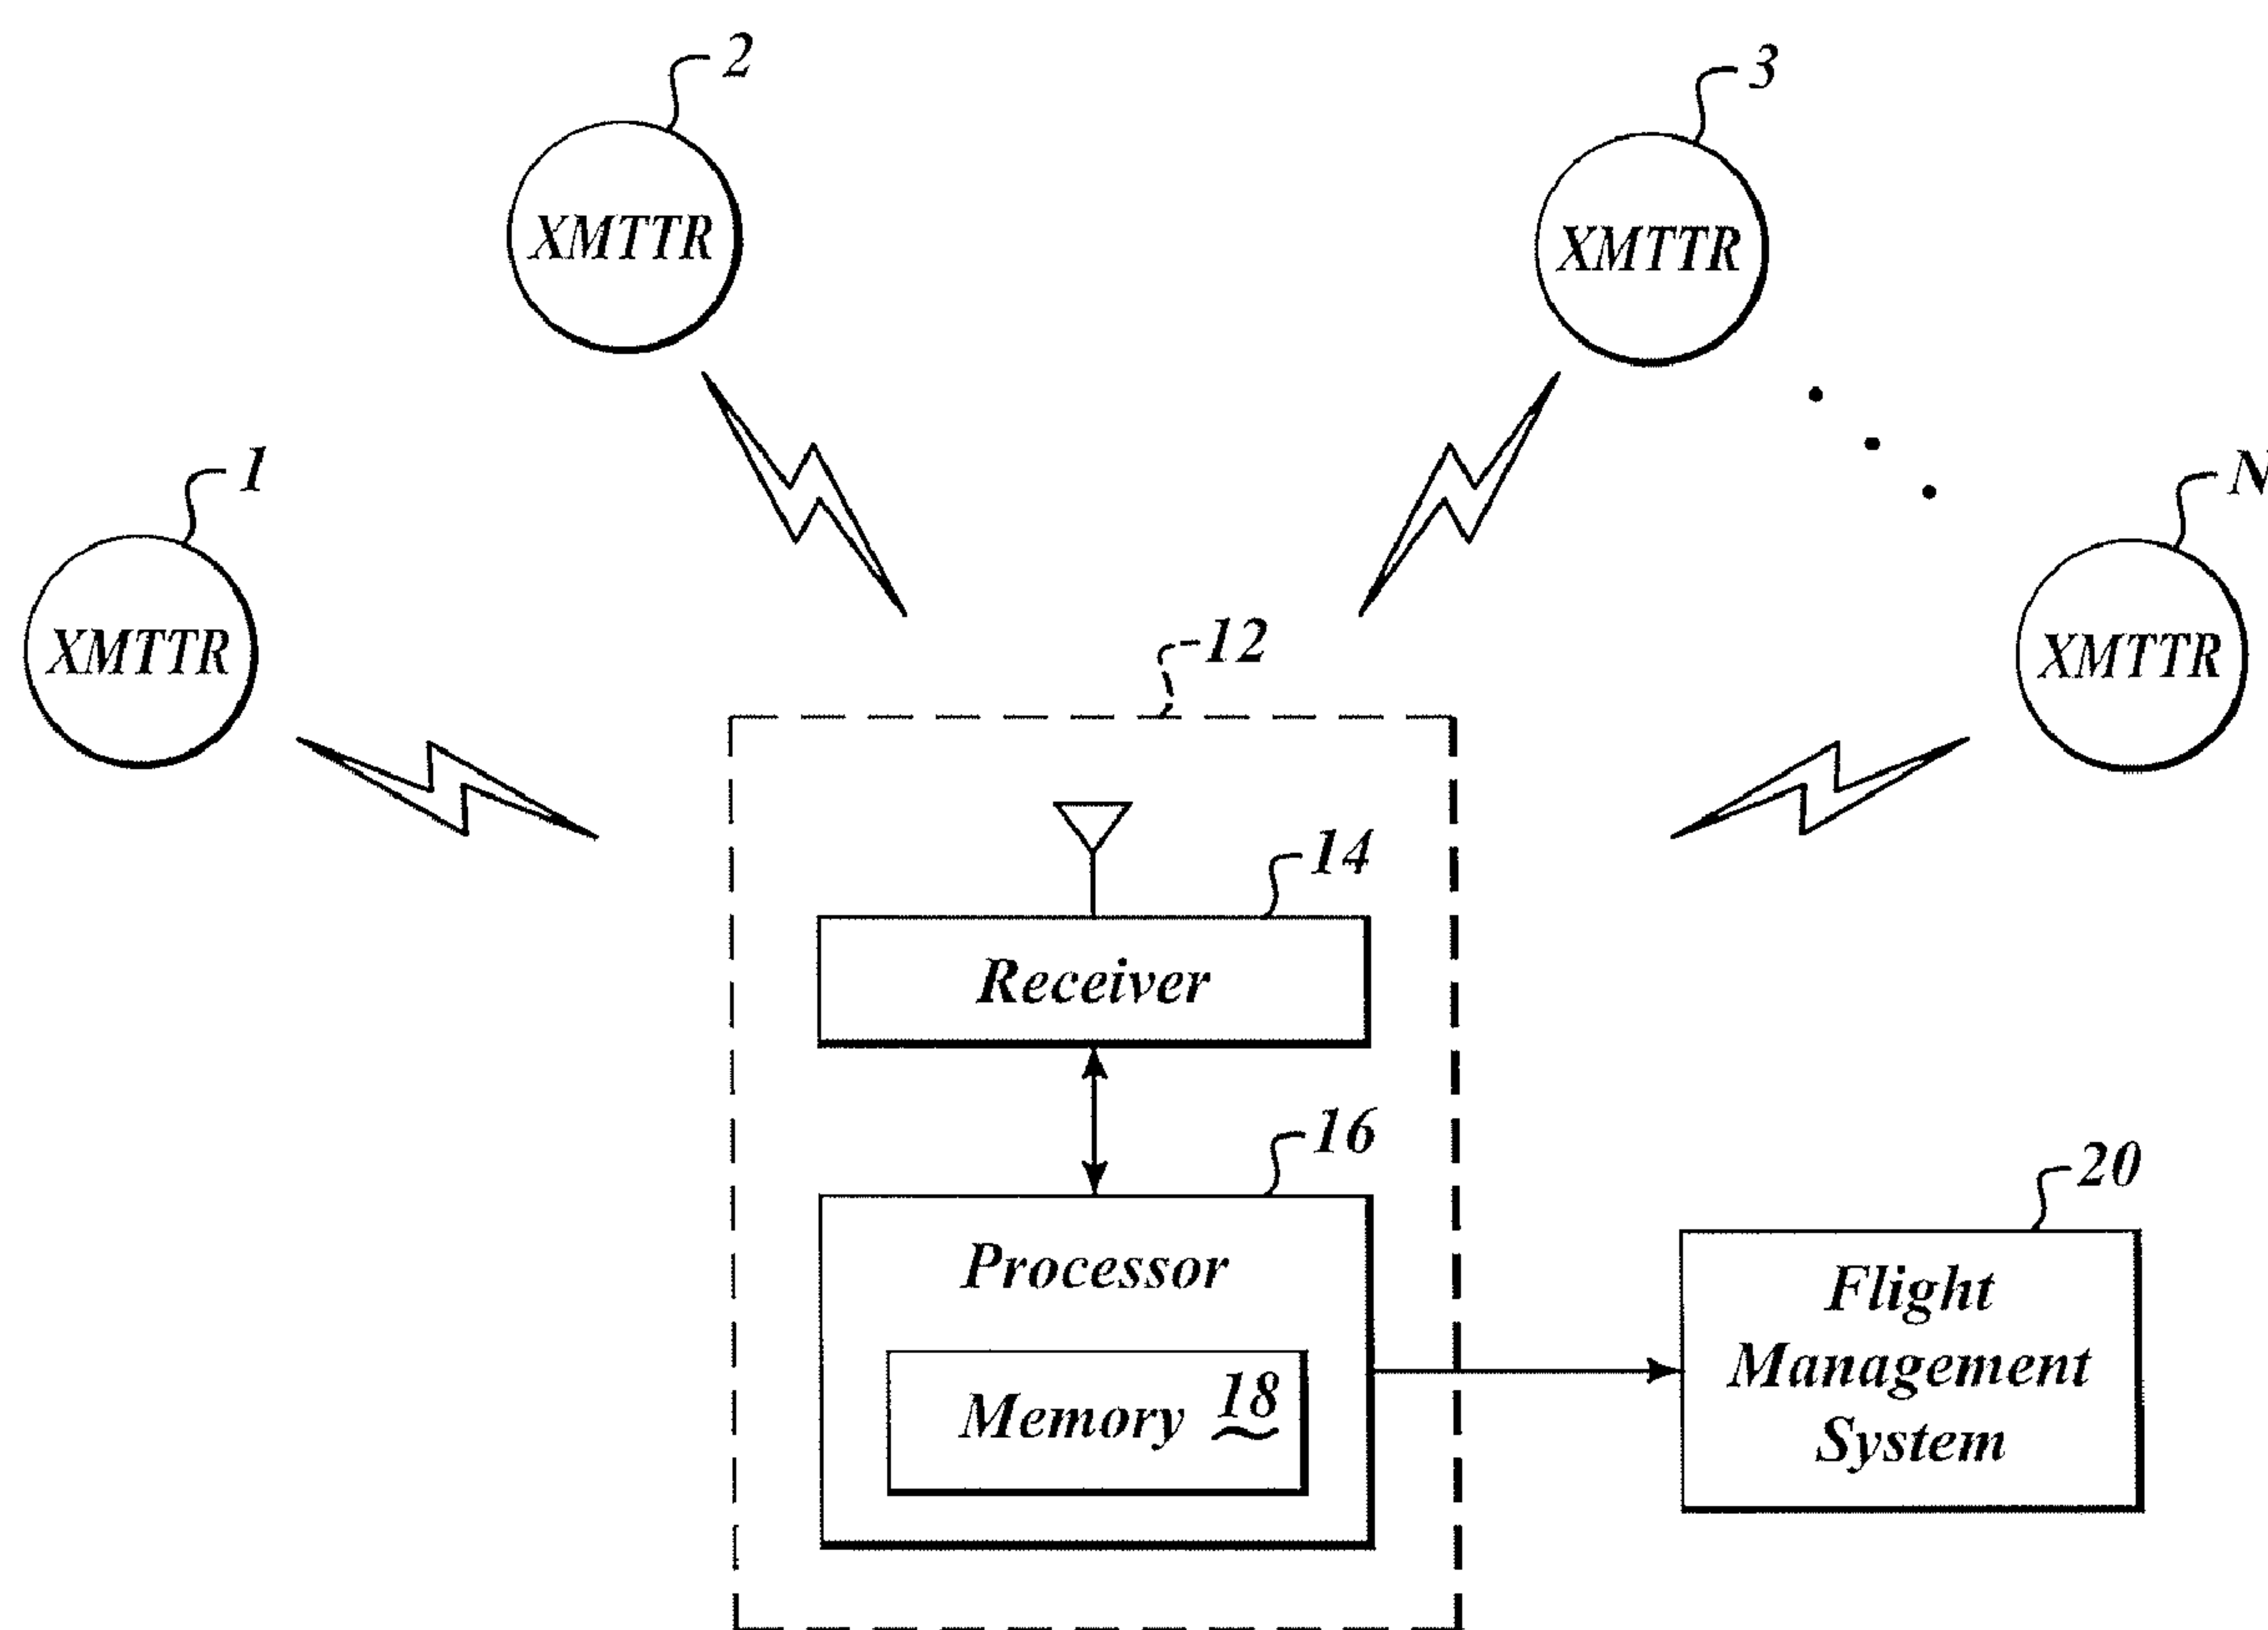 2
3
XMTTR
XMTTR
1
N
XMTTR
12
XMTTR
14
Receiver
16
Processor
20
Memory 18
Flight
Management
System